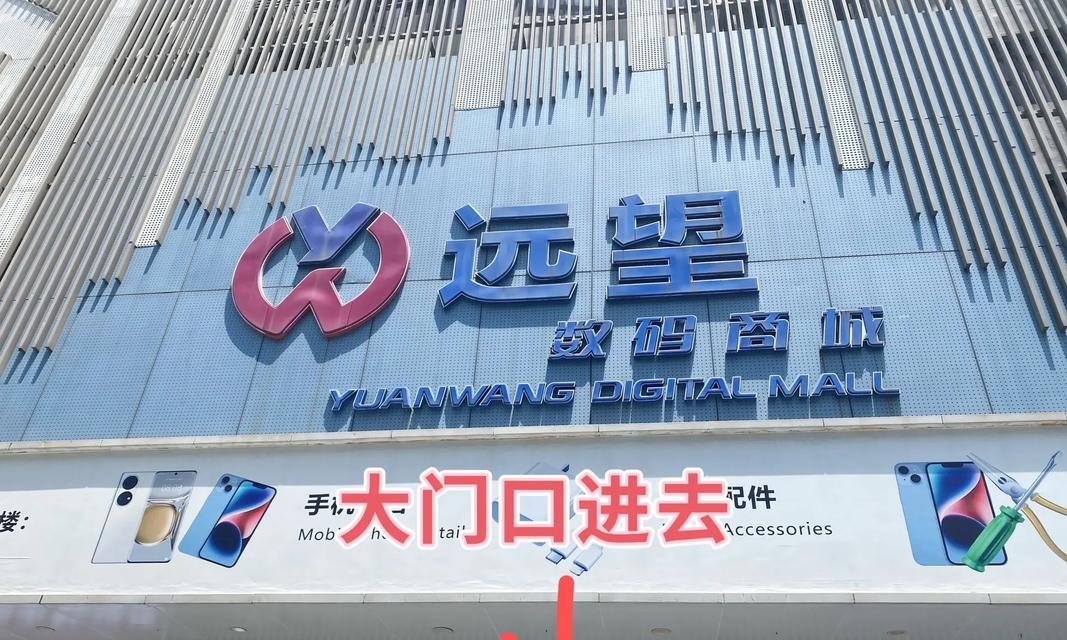 远望
数码商城
YUANWANG DIGITAL MALL
楼：
手机
配件
大门口进去
Accessories